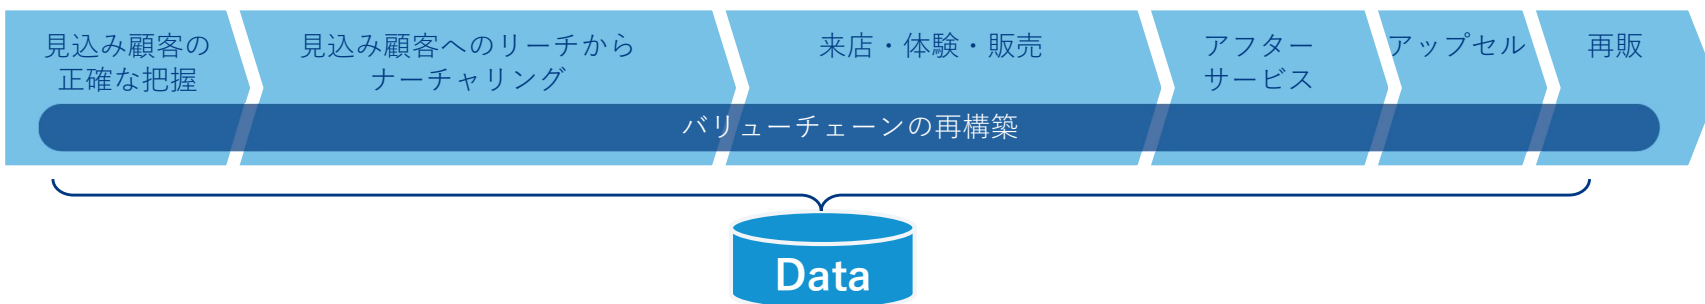 見込み顧客の
正確な把握
見込み顧客へのリーチから
ナーチャリング
来店・体験・販売
アフター
サービス
アップセル
再販
バリューチェーンの再構築
Data